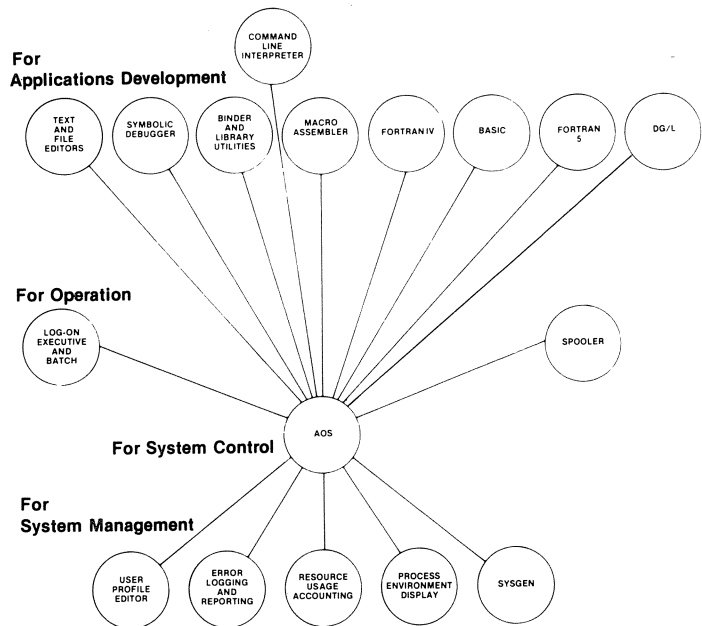 COMMAND
LINE
INTERPRETER
For
Applications Development
TEXT
AND
FILE
EDITORS
SYMBOLIC
DEBUGGER
BINDER
AND
LIBRARY
UTILITIES
MACRO
ASSEMBLER
FORTRAN IV
BASIC
FORTRAN
5
DG/L
For Operation
LOG-ON
EXECUTIVE
AND
BATCH
SPOOLER
AOS
For System Control
For
System Management
USER
PROFILE
EDITOR
ERROR
LOGGING
AND
REPORTING
RESOURCE
USAGE
ACCOUNTING
PROCESS
ENVIRONMENT
DISPLAY
SYSGEN